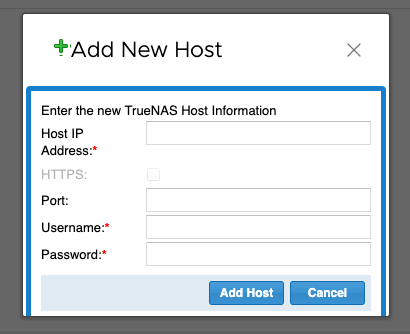 Add New Host
Enter the new TrueNAS Host Information
Host IP
Address:*
HTTPS:
Port:
Username:*
Password:*
Add Host
Cancel